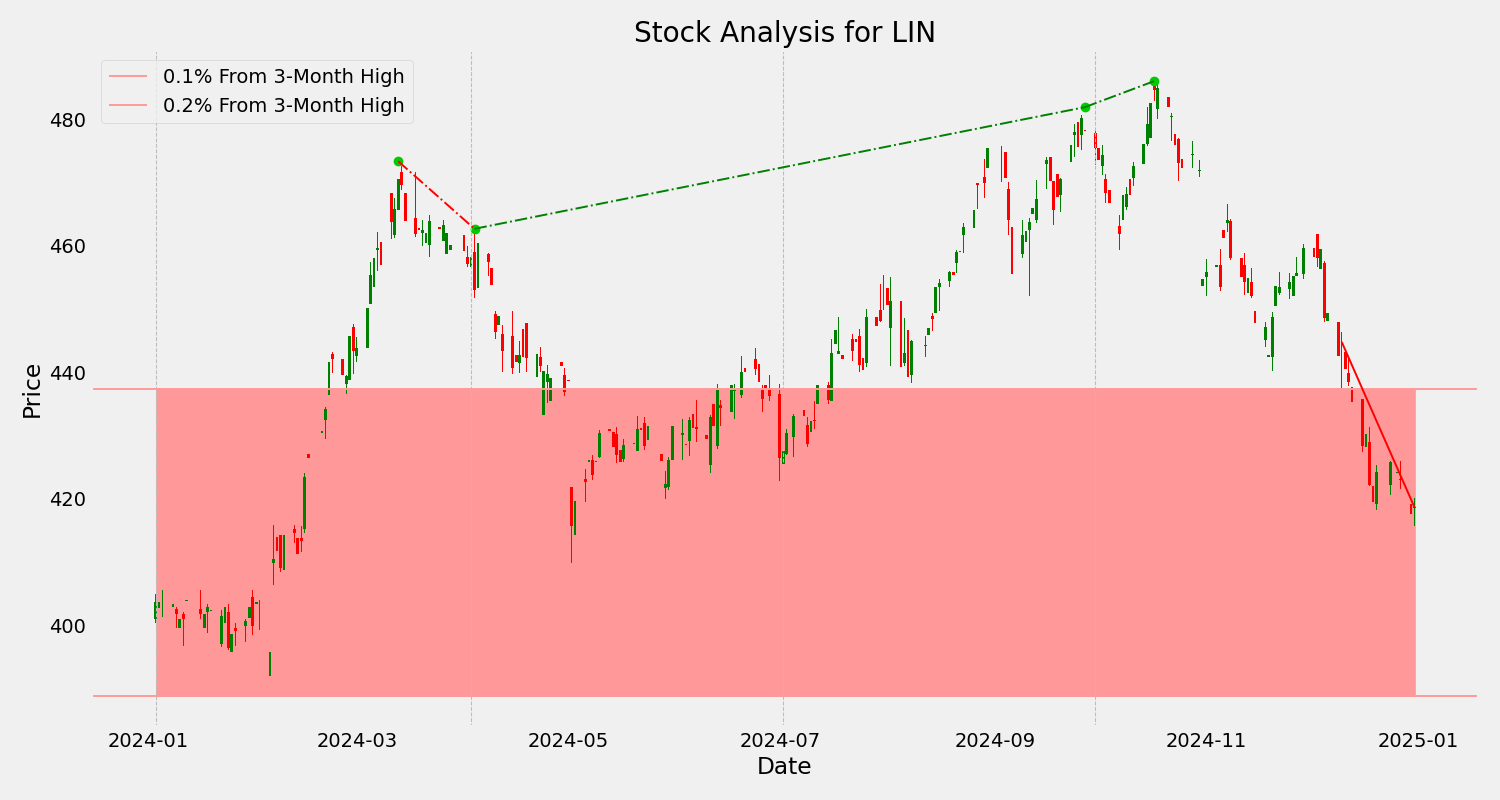 Stock Analysis for LIN
0.1% From 3-Month High
0.2% From 3-Month High
480
460
440
420
400
Price
2024-01
2024-03
2024-05
2024-07
2024-09
2024-11
2025-01
Date